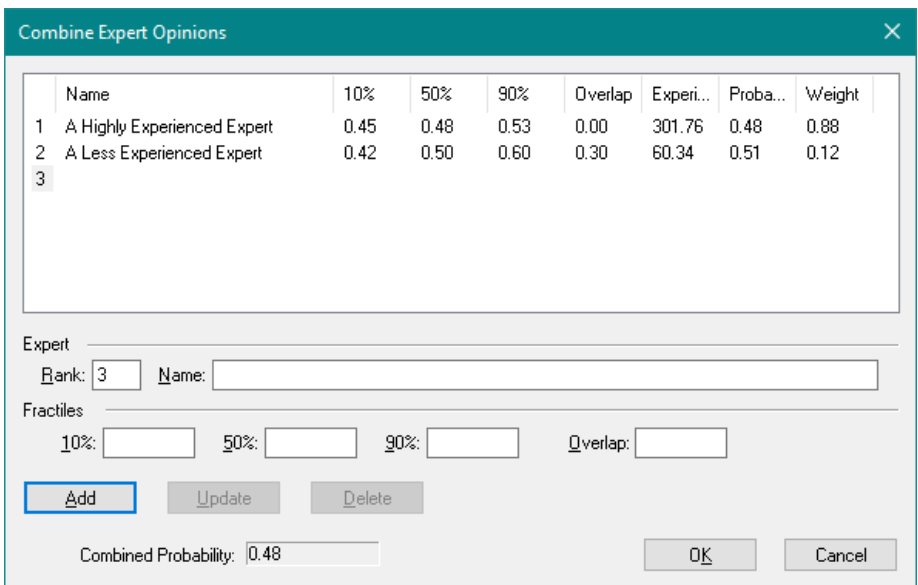 Combine Expert Opinions
Name 10% 50% 90% Overlap Experi... Proba... Weight
1 A Highly Experienced Expert 0.45 0.48 0.53 0.00 301.76 0.48 0.88
2 A Less Experienced Expert 0.42 0.50 0.60 0.30 60.34 0.51 0.12
3
Expert
Rank: 3 Name:
Fractiles
10%: 50%: 90%: Overlap:
Add Update Delete
Combined Probability: 0.48 OK Cancel